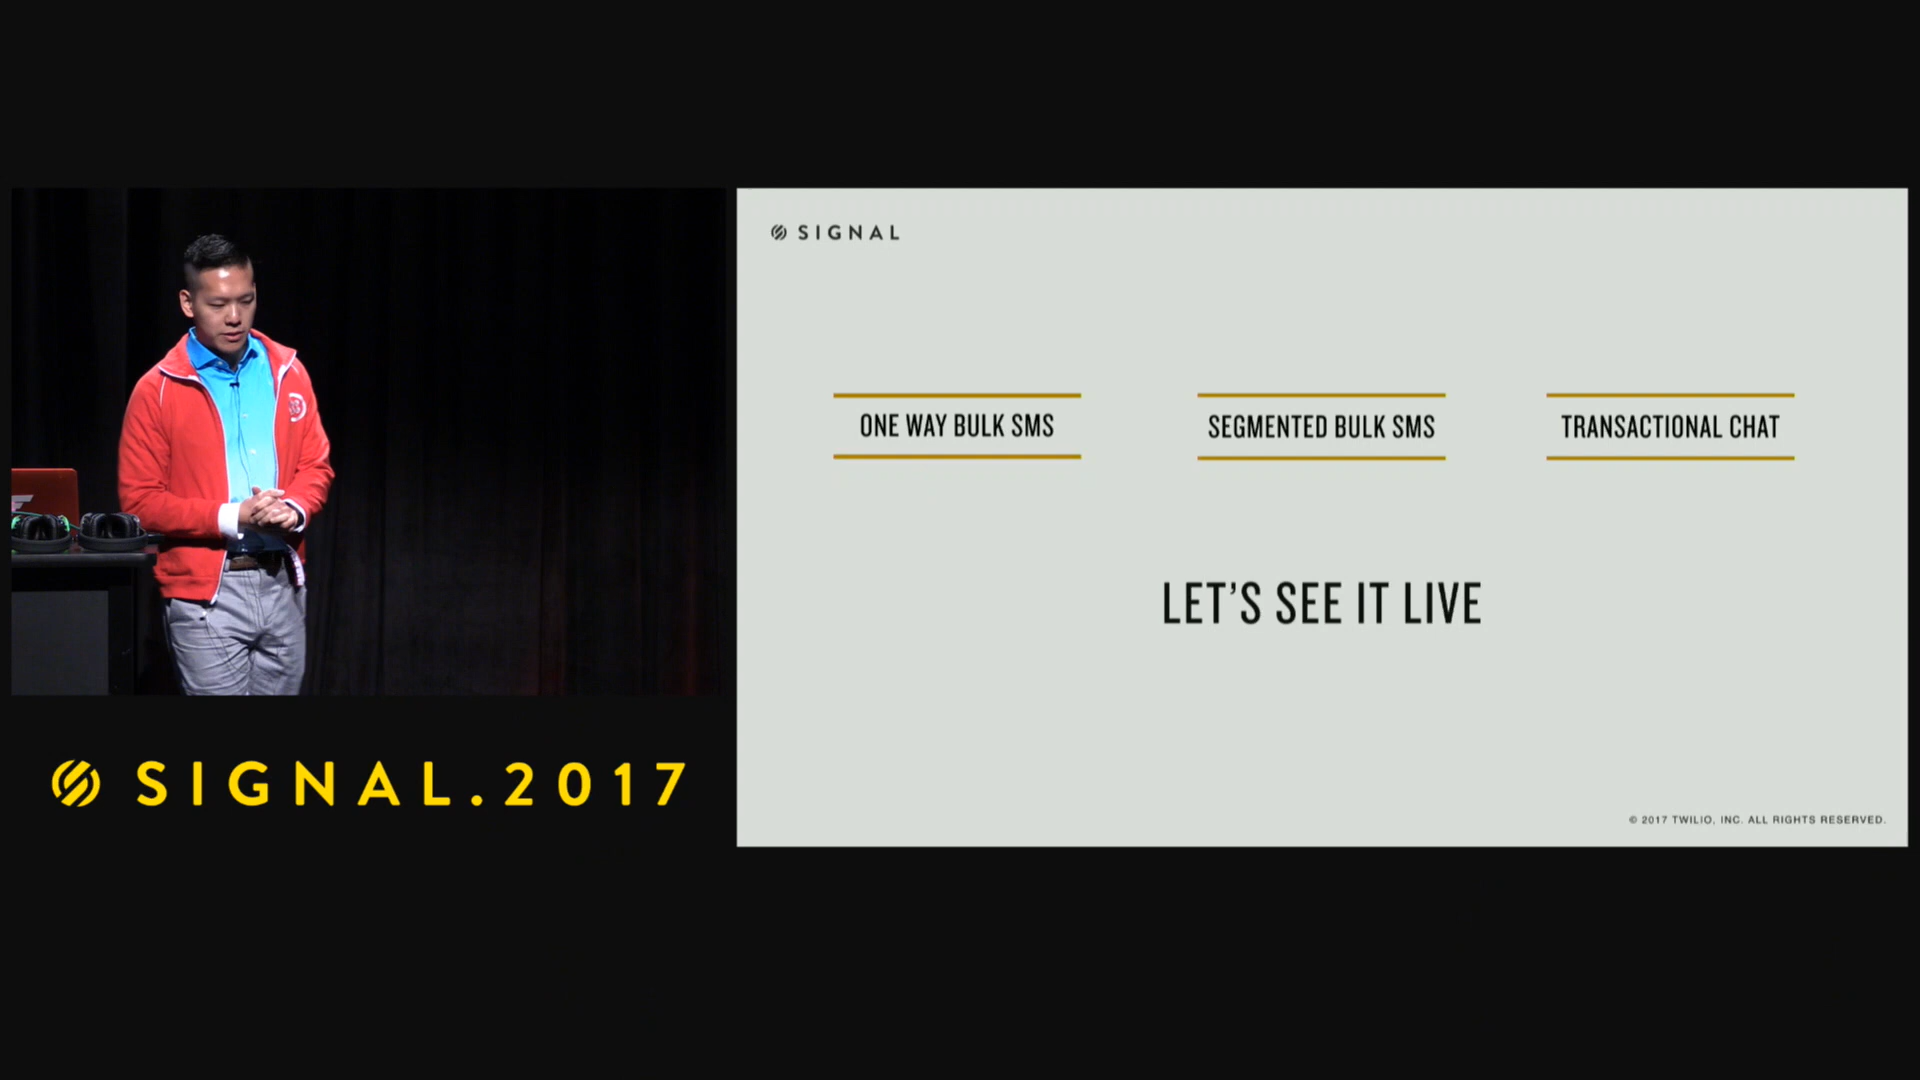 SIGNAL
ONE WAY BULK SMS
SEGMENTED BULK SMS
TRANSACTIONAL CHAT
LET'S SEE IT LIVE
© 2017 TWILIO, INC. ALL RIGHTS RESERVED.
SIGNAL.2017